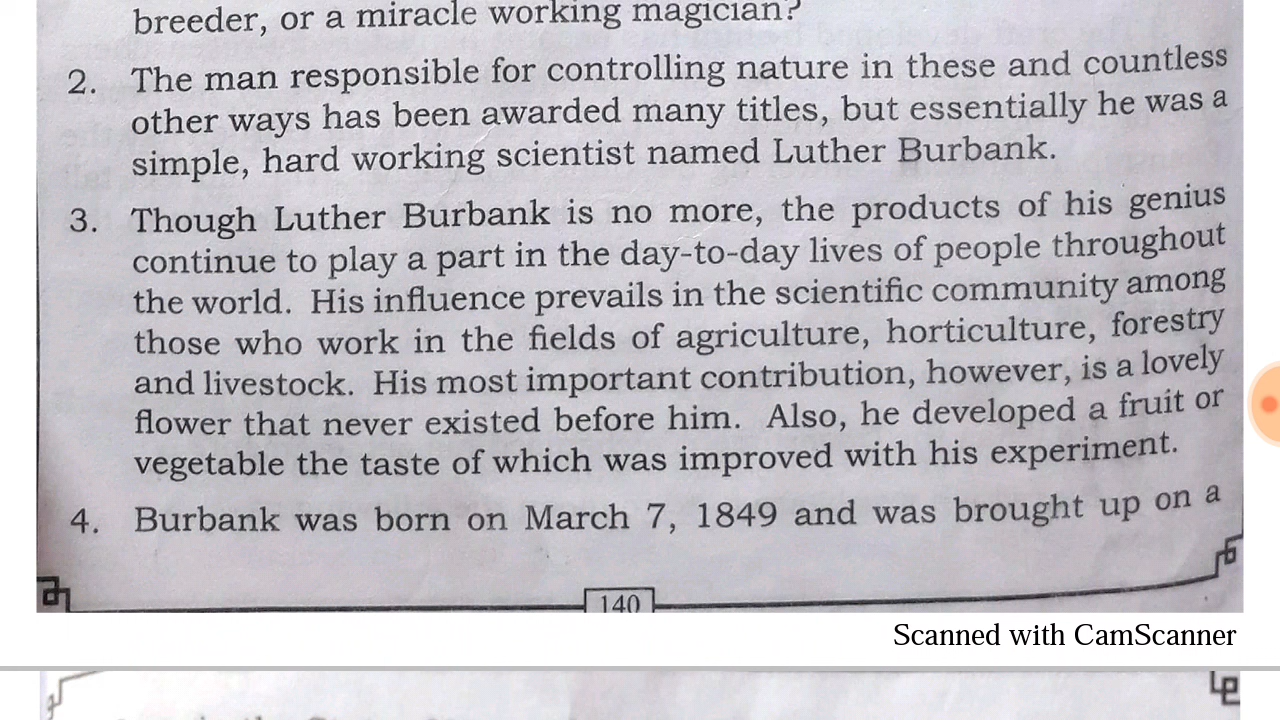 breeder, or a miracle working magician?
2. The man responsible for controlling nature in these and countless
other ways has been awarded many titles, but essentially he was a
simple, hard working scientist named Luther Burbank.
3. Though Luther Burbank is no more, the products of his genius
continue to play a part in the day-to-day lives of people throughout
the world. His influence prevails in the scientific community among
those who work in the fields of agriculture, horticulture, forestry
and livestock. His most important contribution, however, is a lovely
flower that never existed before him. Also, he developed a fruit or
vegetable the taste of which was improved with his experiment.
4. Burbank was born on March 7, 1849 and was brought up on a
140
Scanned with CamScanner